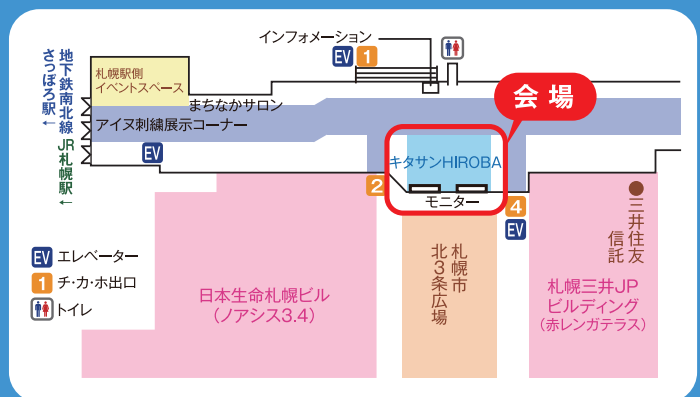 インフォメーション
EV 1
地下鉄南北線
さっぽろ駅←
JR札幌駅←
札幌駅側
イベントスペース
まちなかサロン
アイヌ刺繍展示コーナー
EV
会場
キタサンHIROBA
2
モニター
4
EV
EV エレベーター
1 チ・カ・ホ出口
トイレ
日本生命札幌ビル
(ノアシス3.4)
札幌市
北3条広場
●三井住友
信託
札幌三井JP
ビルディング
(赤レンガテラス)